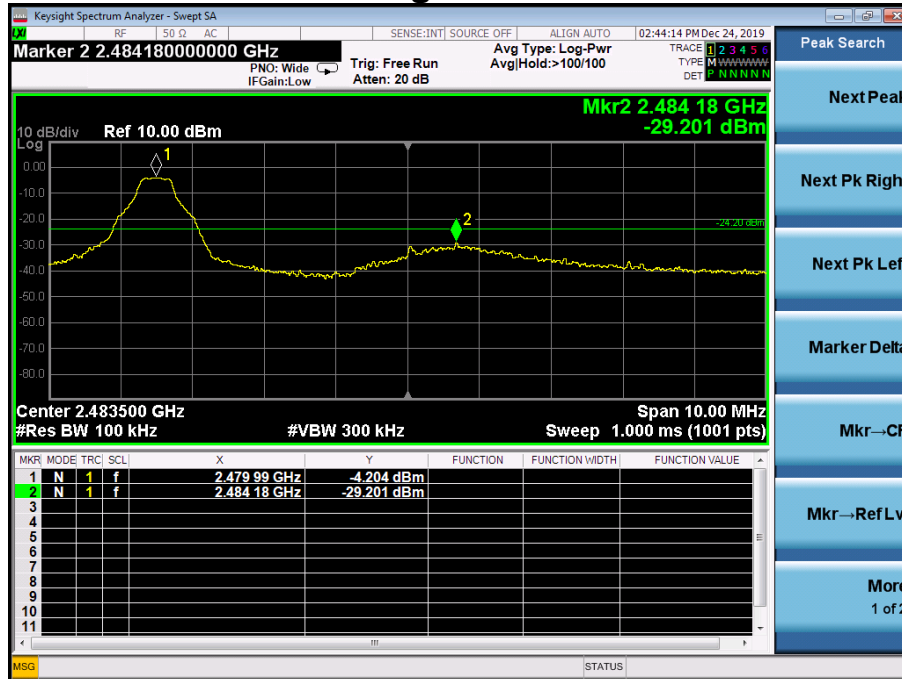 Keysight Spectrum Analyzer - Swept SA
LXI RF 50 Ω AC SENSE:INT SOURCE OFF ALIGN AUTO 02:44:14 PM Dec 24, 2019
Marker 2 2.484180000000 GHz
PNO: Wide
IFGain:Low
Trig: Free Run
Atten: 20 dB
Avg Type: Log-Pwr
Avg|Hold:>100/100
TRACE 1 2 3 4 5 6
TYPE M WWWWW
DET P N N N N N
Mkr2 2.484 18 GHz
-29.201 dBm
10 dB/div Ref 10.00 dBm
Log
0.00
-10.0
-20.0
-30.0
-40.0
-50.0
-60.0
-70.0
-80.0
1
2
-24.20 dBm
Center 2.483500 GHz Span 10.00 MHz
#Res BW 100 kHz #VBW 300 kHz Sweep 1.000 ms (1001 pts)
MKR MODE TRC SCL X Y FUNCTION FUNCTION WIDTH FUNCTION VALUE
1 N 1 f 2.479 99 GHz -4.204 dBm
2 N 1 f 2.484 18 GHz -29.201 dBm
3
4
5
6
7
8
9
10
11
MSG STATUS
Peak Search
Next Peak
Next Pk Righ
Next Pk Lef
Marker Delta
Mkr→CF
Mkr→Ref Lv
More
1 of 2